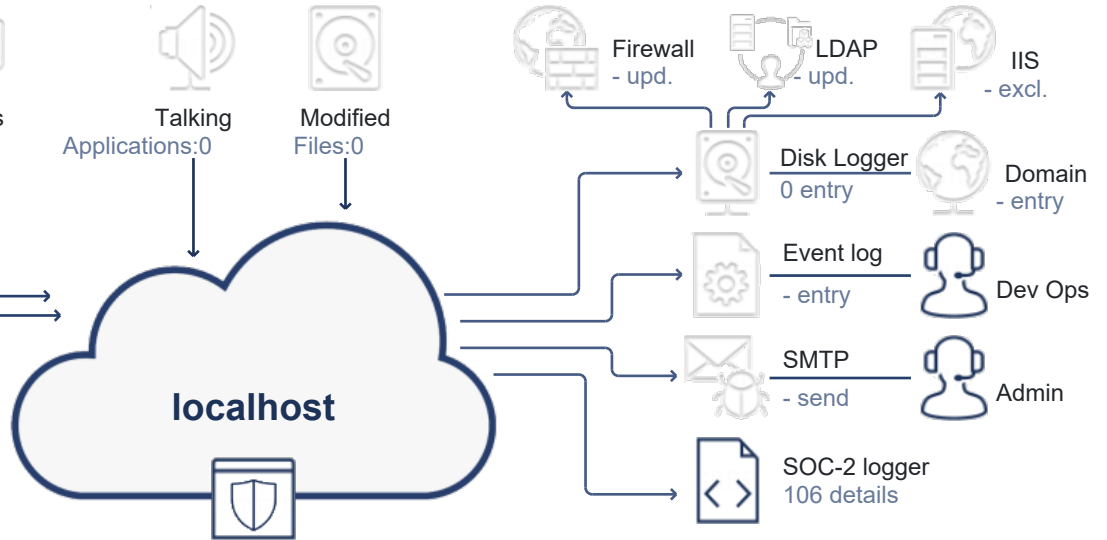 Firewall
- upd.
LDAP
- upd.
IIS
- excl.
s
Talking
Applications:0
Modified
Files:0
Disk Logger
0 entry
Domain
- entry
Event log
- entry
Dev Ops
SMTP
- send
Admin
localhost
SOC-2 logger
106 details